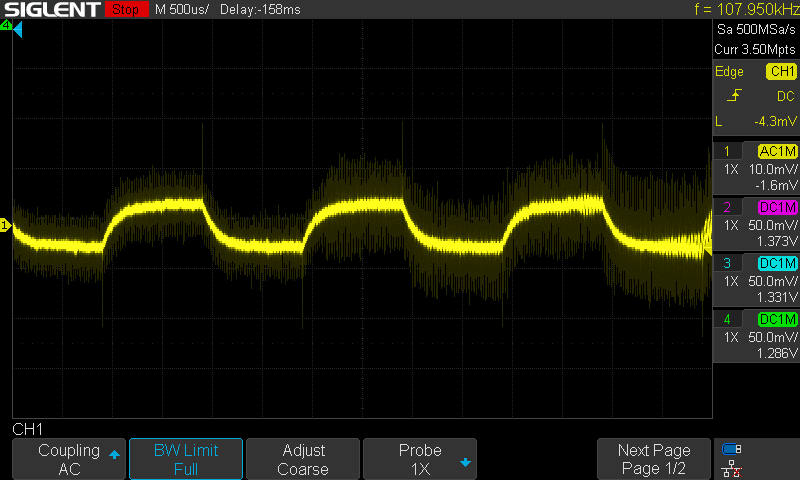 SIGLENT Stop M 500us/ Delay:-158ms f = 107.950kHz
Sa 500MSa/s
Curr 3.50Mpts
Edge CH1
DC
L -4.3mV
1 AC1M
1X 10.0mV/
-1.6mV
2 DC1M
1X 50.0mV/
1.373V
3 DC1M
1X 50.0mV/
1.331V
4 DC1M
1X 50.0mV/
1.286V
4
1
CH1
Coupling
AC
BW Limit
Full
Adjust
Coarse
Probe
1X
Next Page
Page 1/2